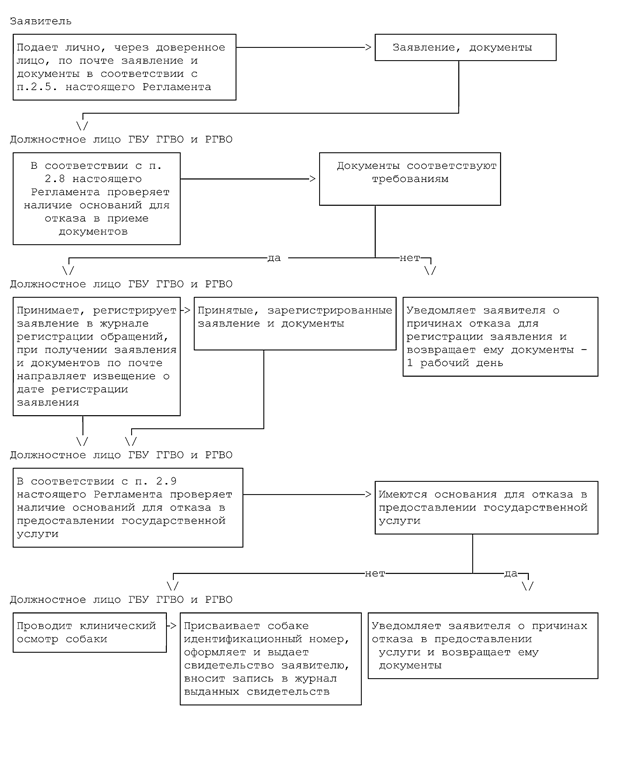 Заявитель
Подает лично, через доверенное
лицо, по почте заявление и
документы в соответствии с
п.2.5. настоящего Регламента
>
Заявление, документы
\/
Должностное лицо ГБУ ГГВО и РГВО
В соответствии с п.
2.8 настоящего
Регламента проверяет
наличие оснований для
отказа в приеме
документов
>
Документы соответствуют
требованиям
да
нет
\/
\/
Должностное лицо ГБУ ГГВО и РГВО
Принимает, регистрирует
заявление в журнале
регистрации обращений,
при получении заявления
и документов по почте
направляет извещение о
дате регистрации
заявления
->
Принятые, зарегистрированные
заявление и документы
Уведомляет заявителя о
причинах отказа для
регистрации заявления и
возвращает ему документы -
1 рабочий день
\/
\/
Должностное лицо ГБУ ГГВО и РГВО
В соответствии с п. 2.9
настоящего Регламента проверяет
наличие оснований для отказа в
предоставлении государственной
услуги
>
Имеются основания для отказа в
предоставлении государственной
услуги
нет
да
\/
\/
Должностное лицо ГБУ ГГВО и РГВО
Проводит клинический
осмотр собаки
->
Присваивает собаке
идентификационный номер,
оформляет и выдает
свидетельство заявителю,
вносит запись в журнал
выданных свидетельств
Уведомляет заявителя о причинах
отказа в предоставлении
услуги и возвращает ему
документы